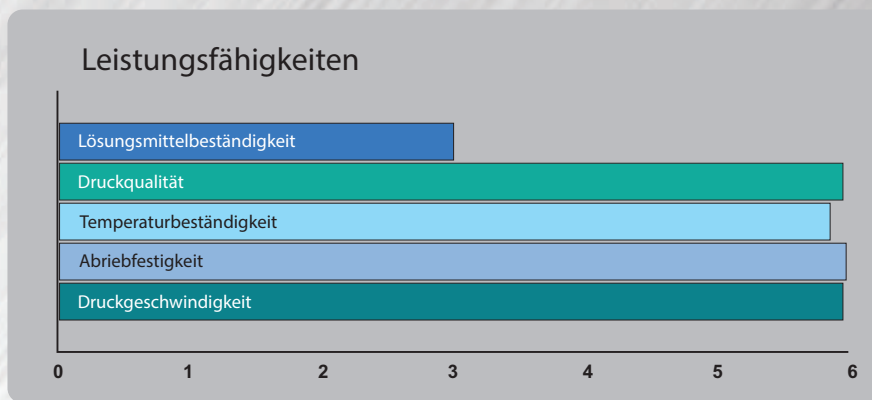 Leistungsfähigkeiten
Lösungsmittelbeständigkeit
Druckqualität
Temperaturbeständigkeit
Abriebfestigkeit
Druckgeschwindigkeit
0 1 2 3 4 5 6